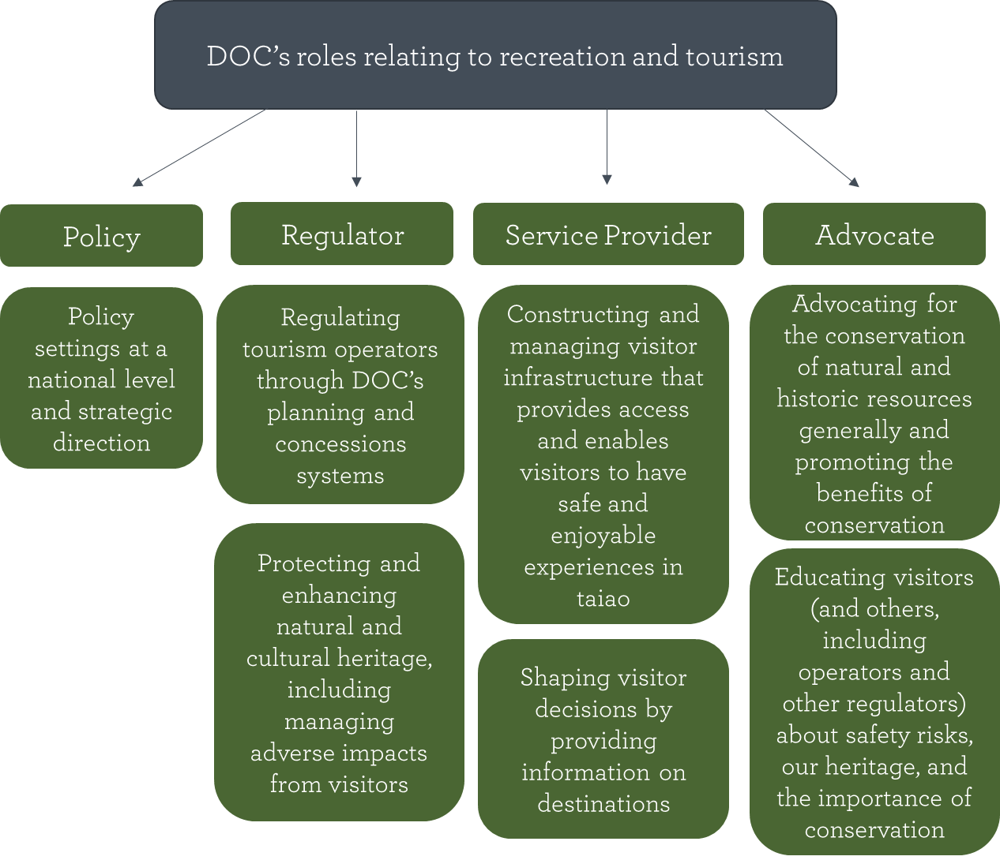 DOC’s roles relating to recreation and tourism
Policy
Policy
settings at a
national level
and strategic
direction
Regulator
Regulating
tourism operators
through DOC’s
planning and
concessions
systems
Protecting and
enhancing
natural and
cultural heritage,
including
managing
adverse impacts
from visitors
Service Provider
Constructing and
managing visitor
infrastructure that
provides access
and enables
visitors to have
safe and
enjoyable
experiences in
taiao
Shaping visitor
decisions by
providing
information on
destinations
Advocate
Advocating for
the conservation
of natural and
historic resources
generally and
promoting the
benefits of
conservation
Educating visitors
(and others,
including
operators and
other regulators)
about safety risks,
our heritage, and
the importance of
conservation